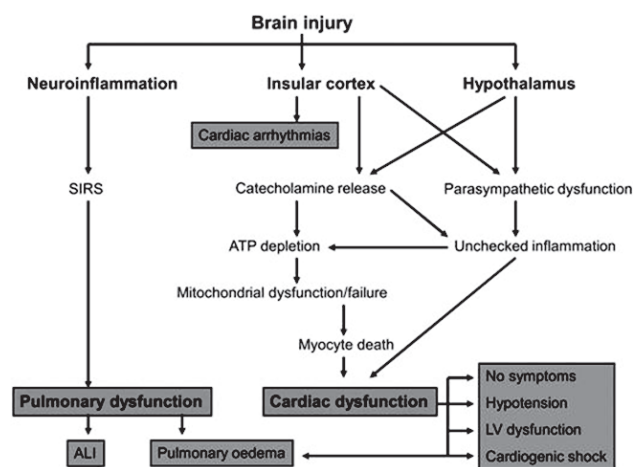 Brain injury
Neuroinflammation
Insular cortex
Hypothalamus
Cardiac arrhythmias
SIRS
Catecholamine release
Parasympathetic dysfunction
ATP depletion
Unchecked inflammation
Mitochondrial dysfunction/failure
Myocyte death
Pulmonary dysfunction
Cardiac dysfunction
No symptoms
Hypotension
LV dysfunction
Cardiogenic shock
ALI
Pulmonary oedema